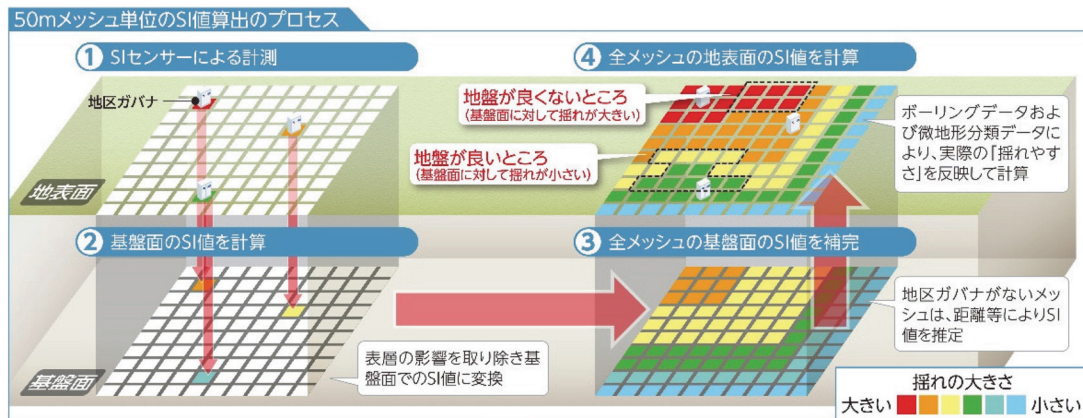 50mメッシュ単位のSI値算出のプロセス
① SIセンサーによる計測
地区ガバナ
地表面
② 基盤面のSI値を計算
表層の影響を取り除き基
盤面でのSI値に変換
基盤面
③ 全メッシュの基盤面のSI値を補完
地区ガバナがないメッ
シュは、距離等によりSI
値を推定
④ 全メッシュの地表面のSI値を計算
地盤が良くないところ
(基盤面に対して揺れが大きい)
地盤が良いところ
(基盤面に対して揺れが小さい)
ボーリングデータおよ
び微地形分類データに
より、実際の「揺れやす
さ」を反映して計算
揺れの大きさ
大きい 小さい